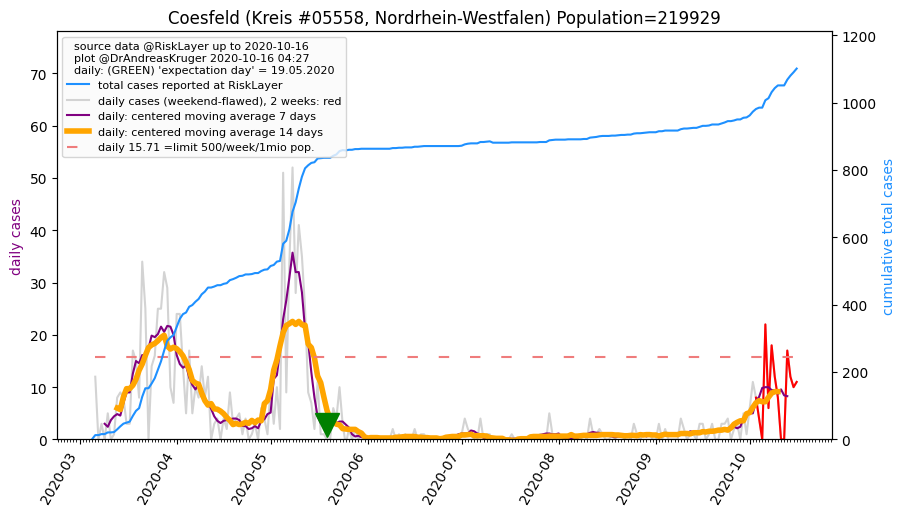 Coesfeld (Kreis #05558, Nordrhein-Westfalen) Population=219929
source data @RiskLayer up to 2020-10-16
plot @DrAndreasKruger 2020-10-16 04:27
daily: (GREEN) 'expectation day' = 19.05.2020
total cases reported at RiskLayer
daily cases (weekend-flawed), 2 weeks: red
daily: centered moving average 7 days
daily: centered moving average 14 days
daily 15.71 =limit 500/week/1mio pop.
daily cases
70
60
50
40
30
20
10
0
cumulative total cases
1200
1000
800
600
400
200
0
2020-03
2020-04
2020-05
2020-06
2020-07
2020-08
2020-09
2020-10